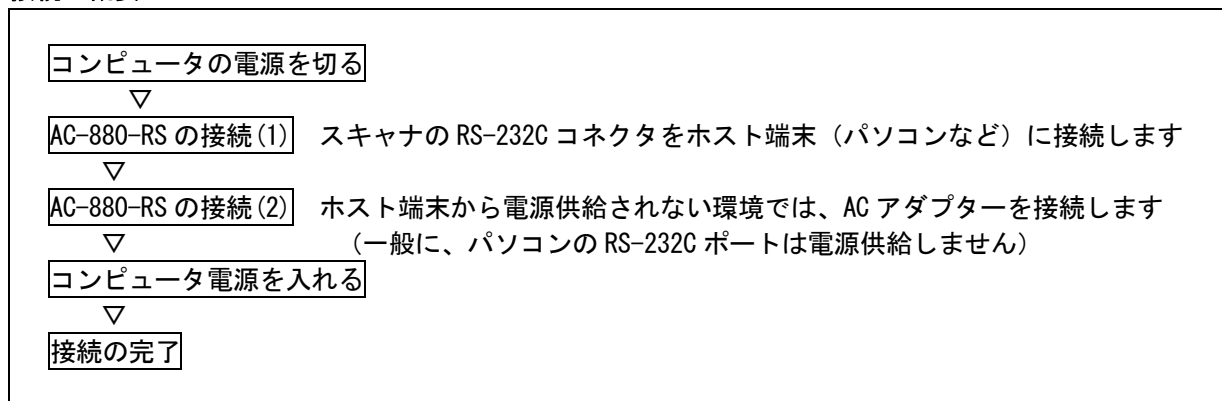 コンピュータの電源を切る
▽
AC-880-RS の接続(1) スキャナの RS-232C コネクタをホスト端末（パソコンなど）に接続します
▽
AC-880-RS の接続(2) ホスト端末から電源供給されない環境では、AC アダプターを接続します
▽ （一般に、パソコンの RS-232C ポートは電源供給しません）
コンピュータ電源を入れる
▽
接続の完了